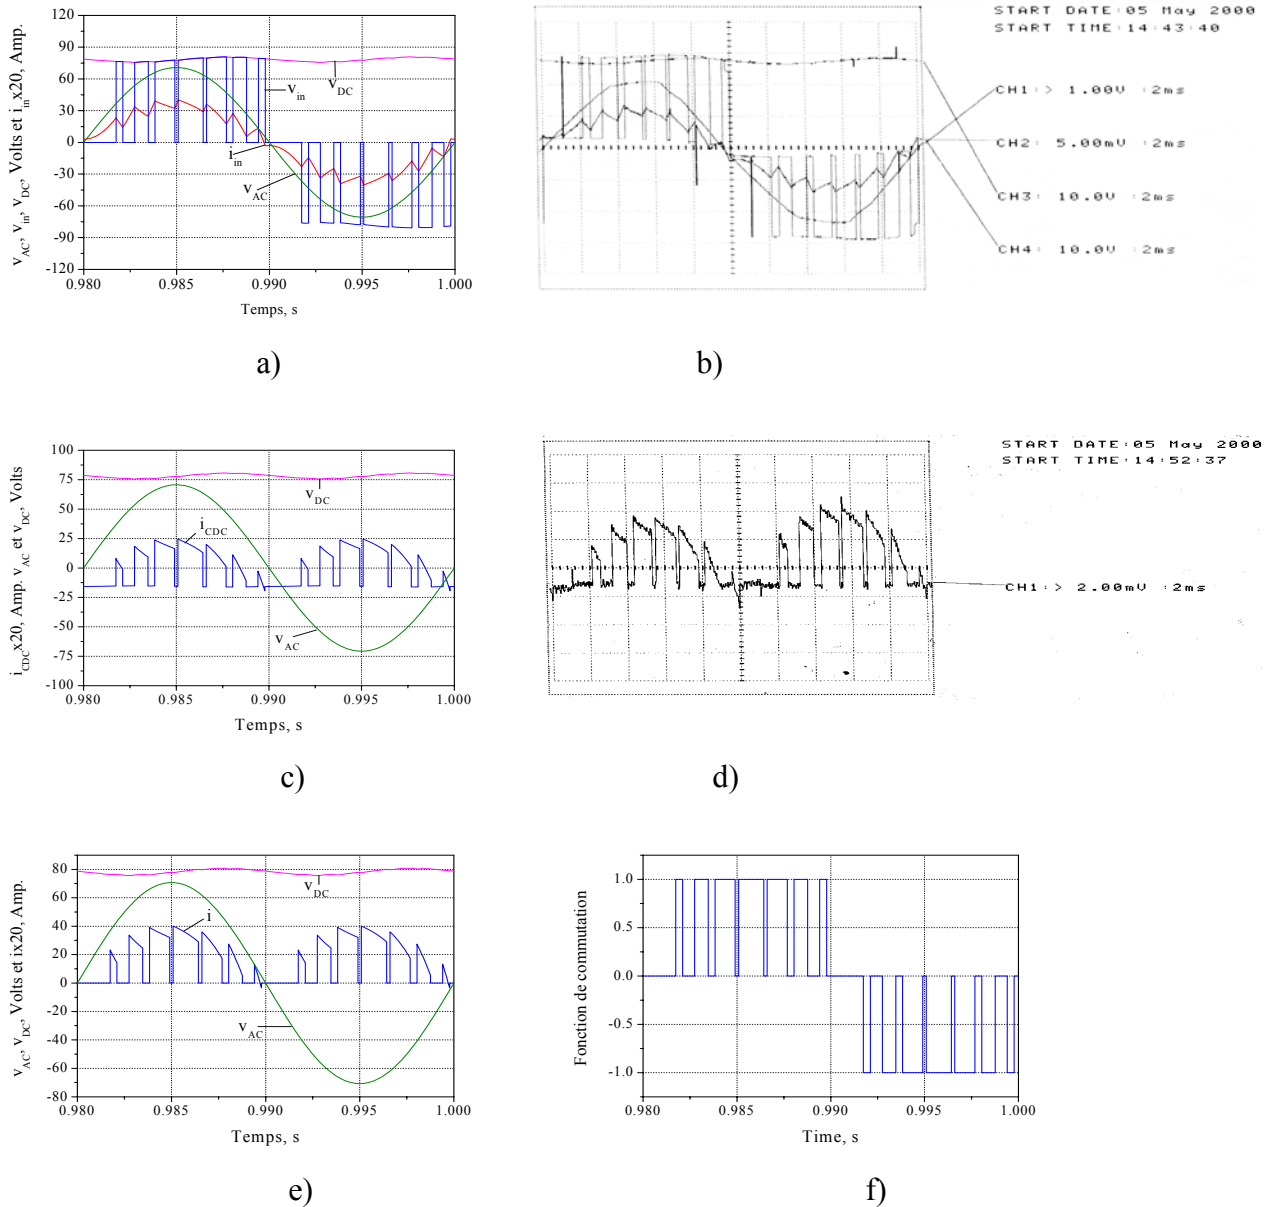 v_AC, v_in, v_DC, Volts et i_in x20, Amp.
120
90
60
30
0
-30
-60
-90
-120
v_in
v_DC
i_in
v_AC
0.980
0.985
0.990
0.995
1.000
Temps, s
a)
START DATE:05 May 2000
START TIME:14:43:40
CH1:> 1.00V :2ms
CH2: 5.00mV :2ms
CH3: 10.0V :2ms
CH4: 10.0V :2ms
b)
i_CDC x20, Amp. v_AC et v_DC, Volts
100
75
50
25
0
-25
-50
-75
-100
v_DC
i_CDC
v_AC
0.980
0.985
0.990
0.995
1.000
Temps, s
c)
START DATE:05 May 2000
START TIME:14:52:37
CH1:> 2.00mV :2ms
d)
v_AC, v_DC, Volts et ix20, Amp.
80
60
40
20
0
-20
-40
-60
-80
v_DC
i
v_AC
0.980
0.985
0.990
0.995
1.000
Temps, s
e)
Fonction de commutation
1.0
0.5
0.0
-0.5
-1.0
0.980
0.985
0.990
0.995
1.000
Time, s
f)